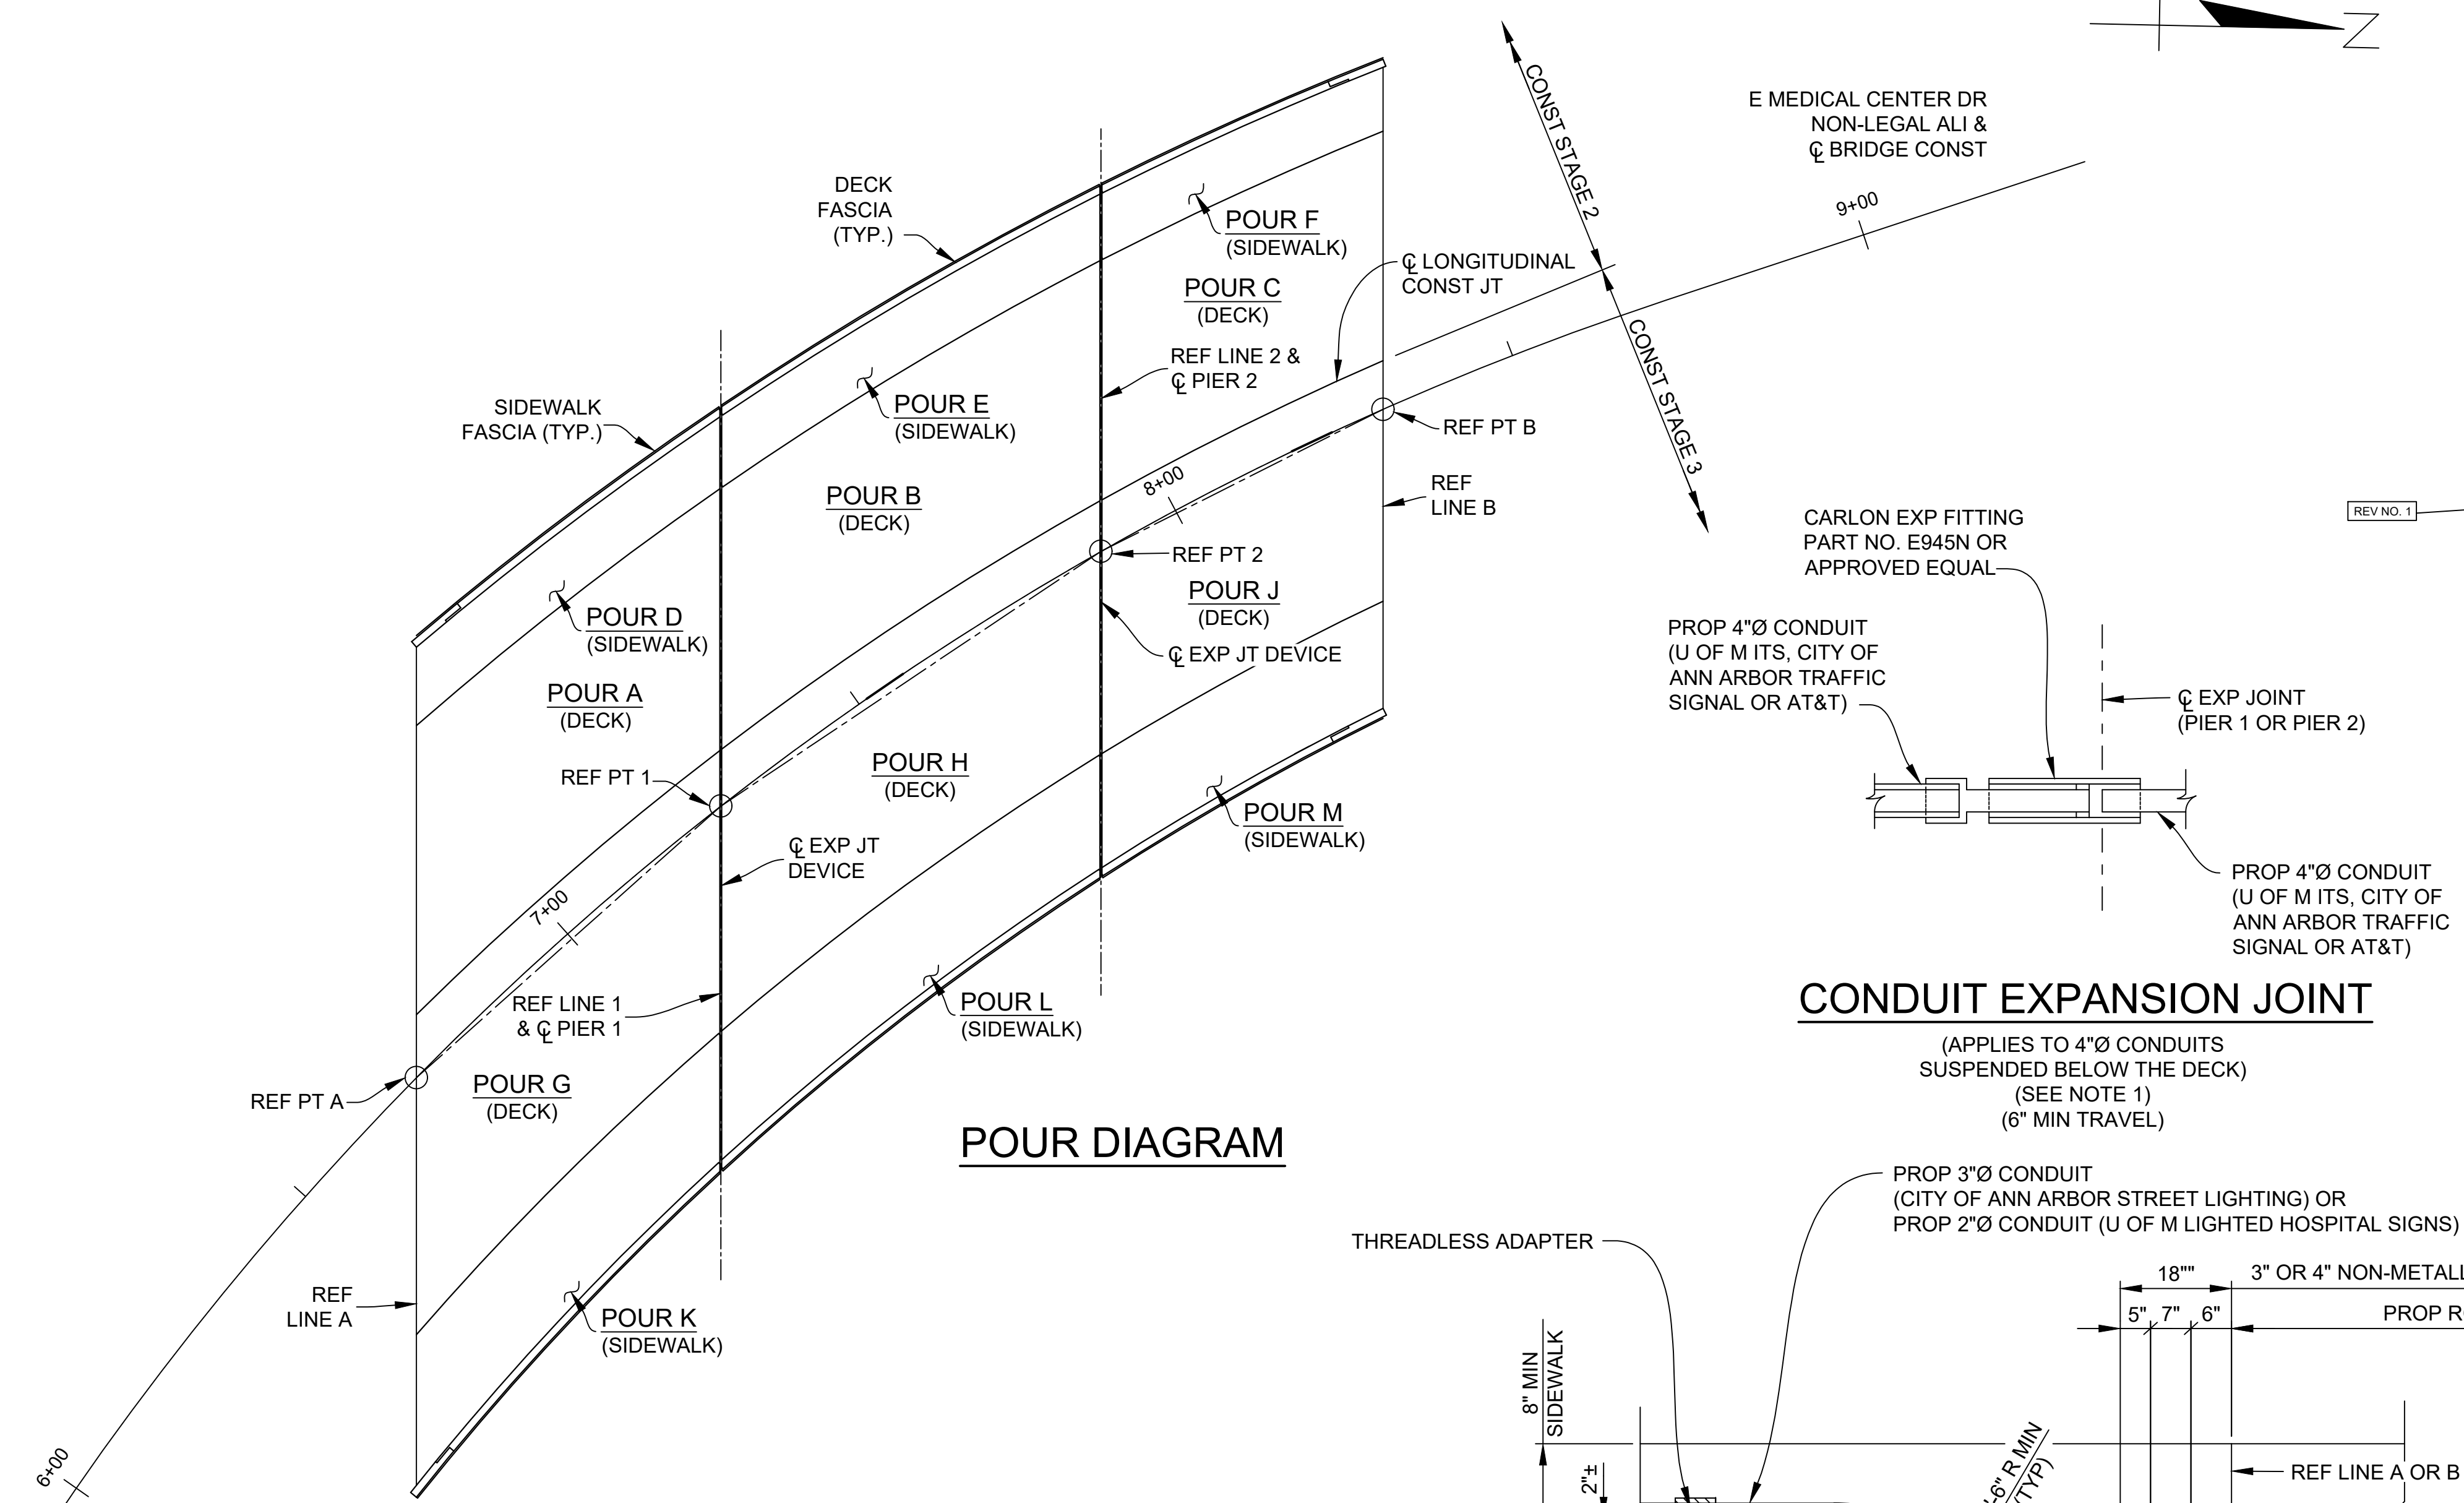 N
E MEDICAL CENTER DR
NON-LEGAL ALI &
℄ BRIDGE CONST
9+00
CONST STAGE 2
CONST STAGE 3
DECK
FASCIA
(TYP.)
POUR F
(SIDEWALK)
℄ LONGITUDINAL
CONST JT
POUR C
(DECK)
REF LINE 2 &
℄ PIER 2
SIDEWALK
FASCIA (TYP.)
POUR E
(SIDEWALK)
REF PT B
8+00
REF
LINE B
POUR B
(DECK)
REF PT 2
POUR D
(SIDEWALK)
POUR J
(DECK)
℄ EXP JT DEVICE
POUR A
(DECK)
REF PT 1
POUR H
(DECK)
POUR M
(SIDEWALK)
℄ EXP JT
DEVICE
7+00
REF LINE 1
& ℄ PIER 1
POUR L
(SIDEWALK)
REF PT A
POUR G
(DECK)
POUR DIAGRAM
REF
LINE A
POUR K
(SIDEWALK)
6+00
REV NO. 1
CARLON EXP FITTING
PART NO. E945N OR
APPROVED EQUAL
PROP 4"Ø CONDUIT
(U OF M ITS, CITY OF
ANN ARBOR TRAFFIC
SIGNAL OR AT&T)
℄ EXP JOINT
(PIER 1 OR PIER 2)
PROP 4"Ø CONDUIT
(U OF M ITS, CITY OF
ANN ARBOR TRAFFIC
SIGNAL OR AT&T)
CONDUIT EXPANSION JOINT
(APPLIES TO 4"Ø CONDUITS
SUSPENDED BELOW THE DECK)
(SEE NOTE 1)
(6" MIN TRAVEL)
PROP 3"Ø CONDUIT
(CITY OF ANN ARBOR STREET LIGHTING) OR
PROP 2"Ø CONDUIT (U OF M LIGHTED HOSPITAL SIGNS)
THREADLESS ADAPTER
18"" 3" OR 4"
5" 7" 6" PROP
8" MIN
SIDEWALK
2"±
-6" R MIN
(TYP)
REF LINE A OR B